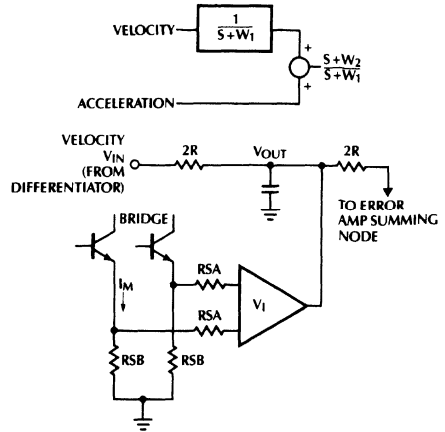 VELOCITY
1
S+W1
+
S+W2
S+W1
+
ACCELERATION
VELOCITY
VIN
(FROM
DIFFERENTIATOR)
2R
VOUT
2R
TO ERROR
AMP SUMMING
NODE
BRIDGE
RSA
IM
VI
RSA
RSB
RSB